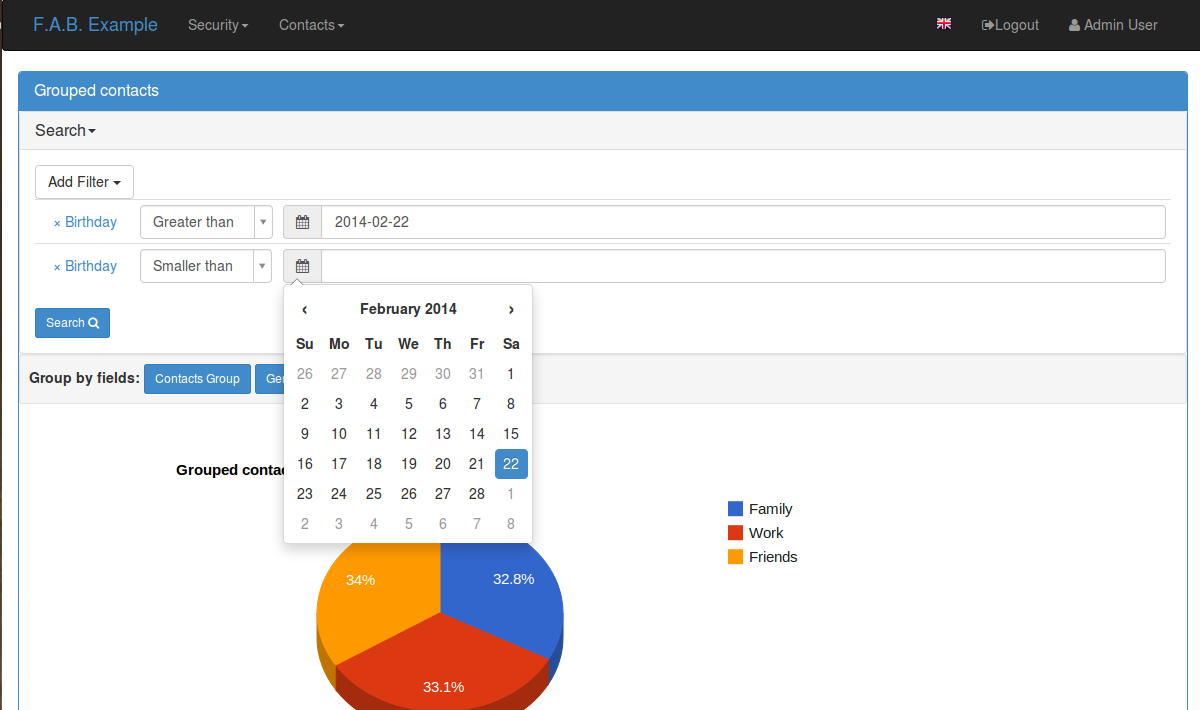 F.A.B. Example Security Contacts Logout Admin User
Grouped contacts
Search
Add Filter
× Birthday Greater than 2014-02-22
× Birthday Smaller than
‹ February 2014 ›
Search
Su Mo Tu We Th Fr Sa
26 27 28 29 30 31 1
Group by fields: Contacts Group
2 3 4 5 6 7 8
9 10 11 12 13 14 15
16 17 18 19 20 21 22
Grouped
23 24 25 26 27 28 1
2 3 4 5 6 7 8
Family
Work
Friends
34% 32.8%
33.1%